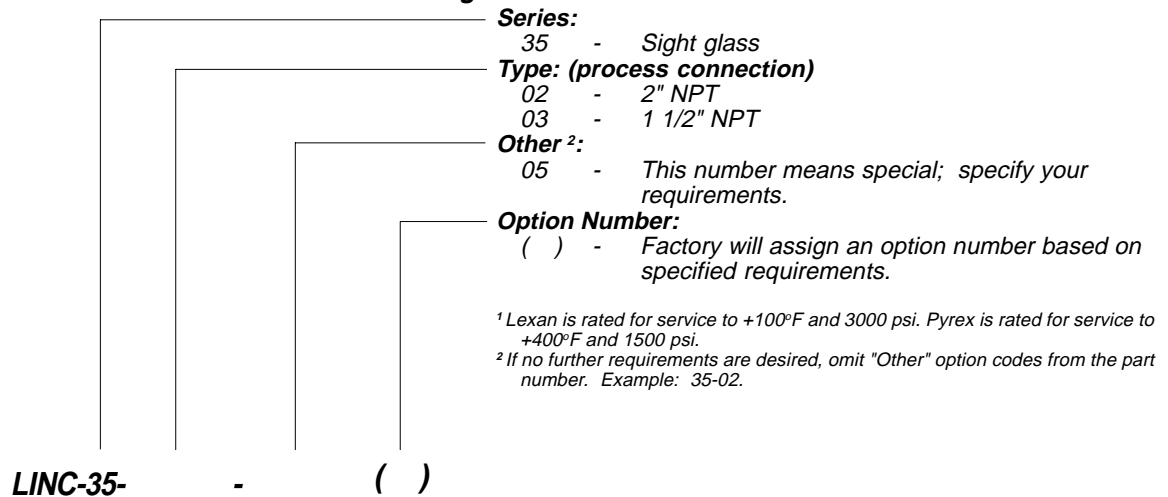 Series:
35 - Sight glass
Type: (process connection)
02 - 2" NPT
03 - 1 1/2" NPT
Other ²:
05 - This number means special; specify your
requirements.
Option Number:
( ) - Factory will assign an option number based on
specified requirements.
¹ Lexan is rated for service to +100°F and 3000 psi. Pyrex is rated for service to
+400°F and 1500 psi.
² If no further requirements are desired, omit "Other" option codes from the part
number. Example: 35-02.
LINC-35- - ( )